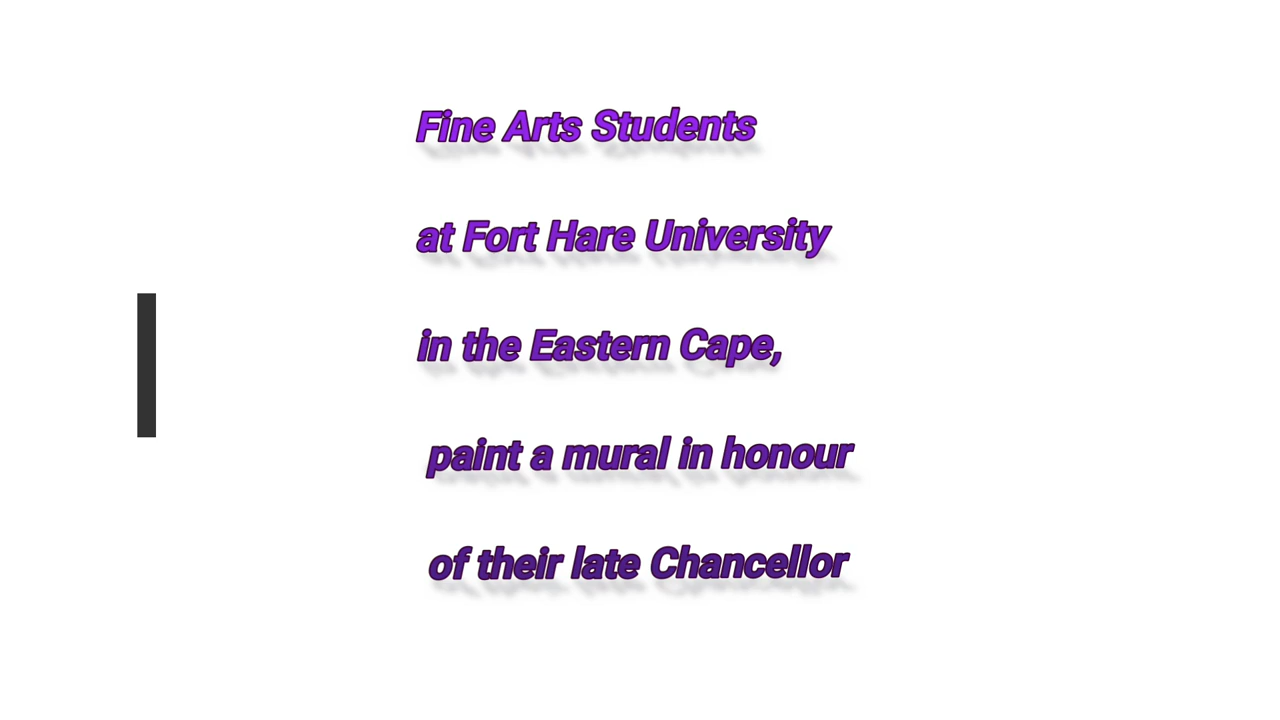 Fine Arts Students
at Fort Hare University
in the Eastern Cape,
paint a mural in honour
of their late Chancellor